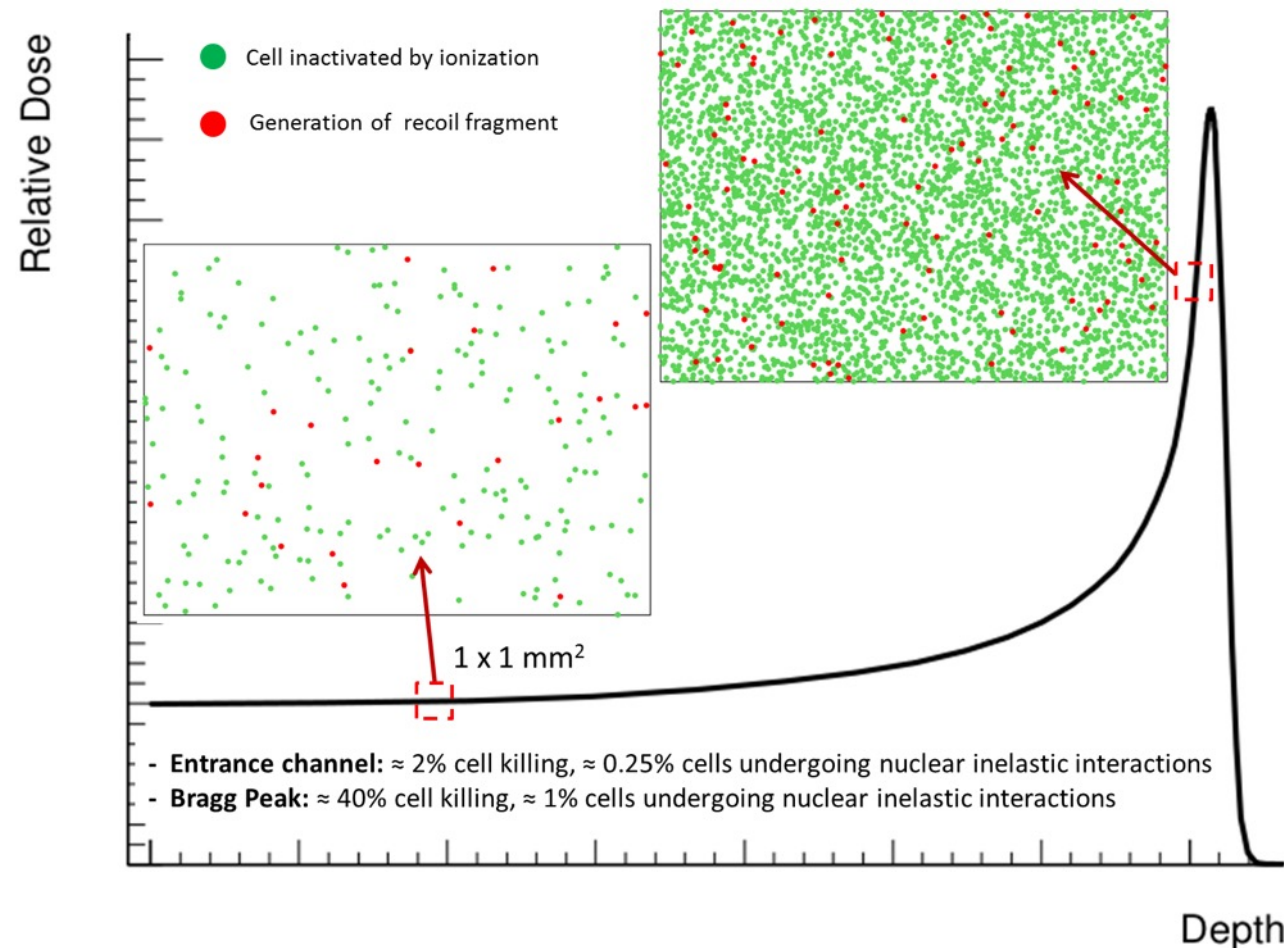 Relative Dose
Cell inactivated by ionization
Generation of recoil fragment
1 x 1 mm²
- Entrance channel: ≈ 2% cell killing, ≈ 0.25% cells undergoing nuclear inelastic interactions
- Bragg Peak: ≈ 40% cell killing, ≈ 1% cells undergoing nuclear inelastic interactions
Depth